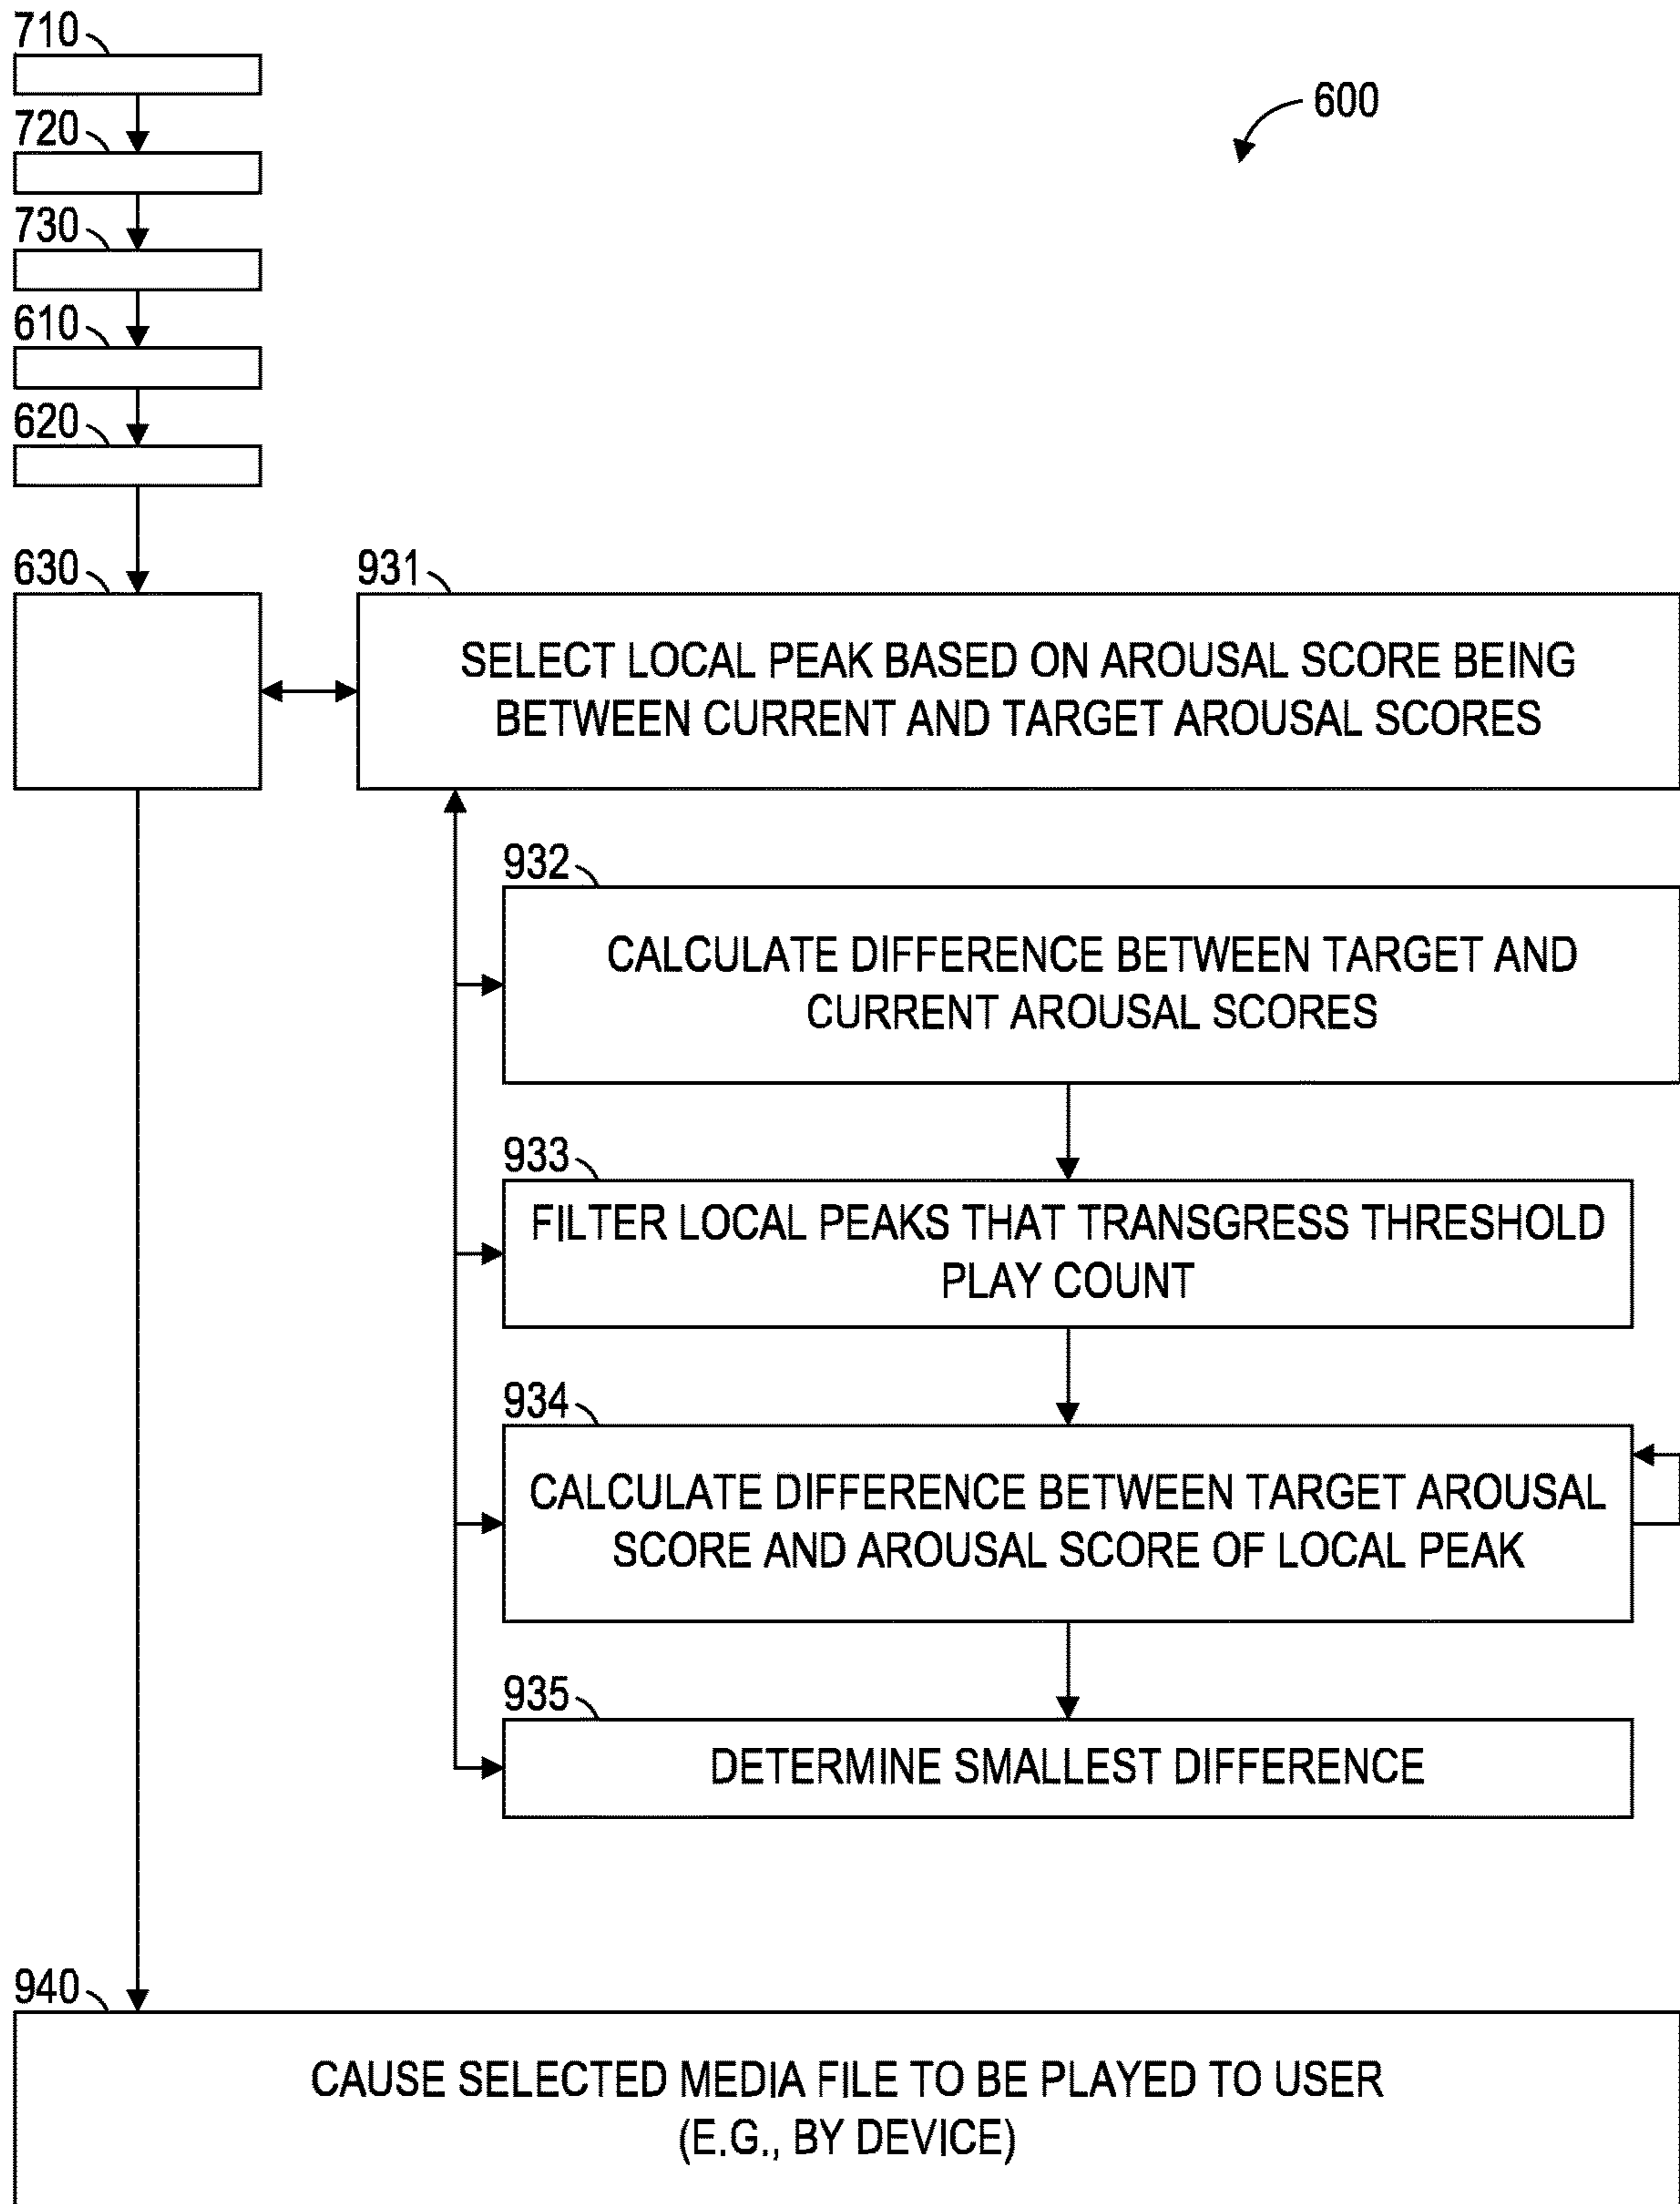 710
600
720
730
610
620
630
931
SELECT LOCAL PEAK BASED ON AROUSAL SCORE BEING
BETWEEN CURRENT AND TARGET AROUSAL SCORES
932
CALCULATE DIFFERENCE BETWEEN TARGET AND
CURRENT AROUSAL SCORES
933
FILTER LOCAL PEAKS THAT TRANSGRESS THRESHOLD
PLAY COUNT
934
CALCULATE DIFFERENCE BETWEEN TARGET AROUSAL
SCORE AND AROUSAL SCORE OF LOCAL PEAK
935
DETERMINE SMALLEST DIFFERENCE
940
CAUSE SELECTED MEDIA FILE TO BE PLAYED TO USER
(E.G., BY DEVICE)